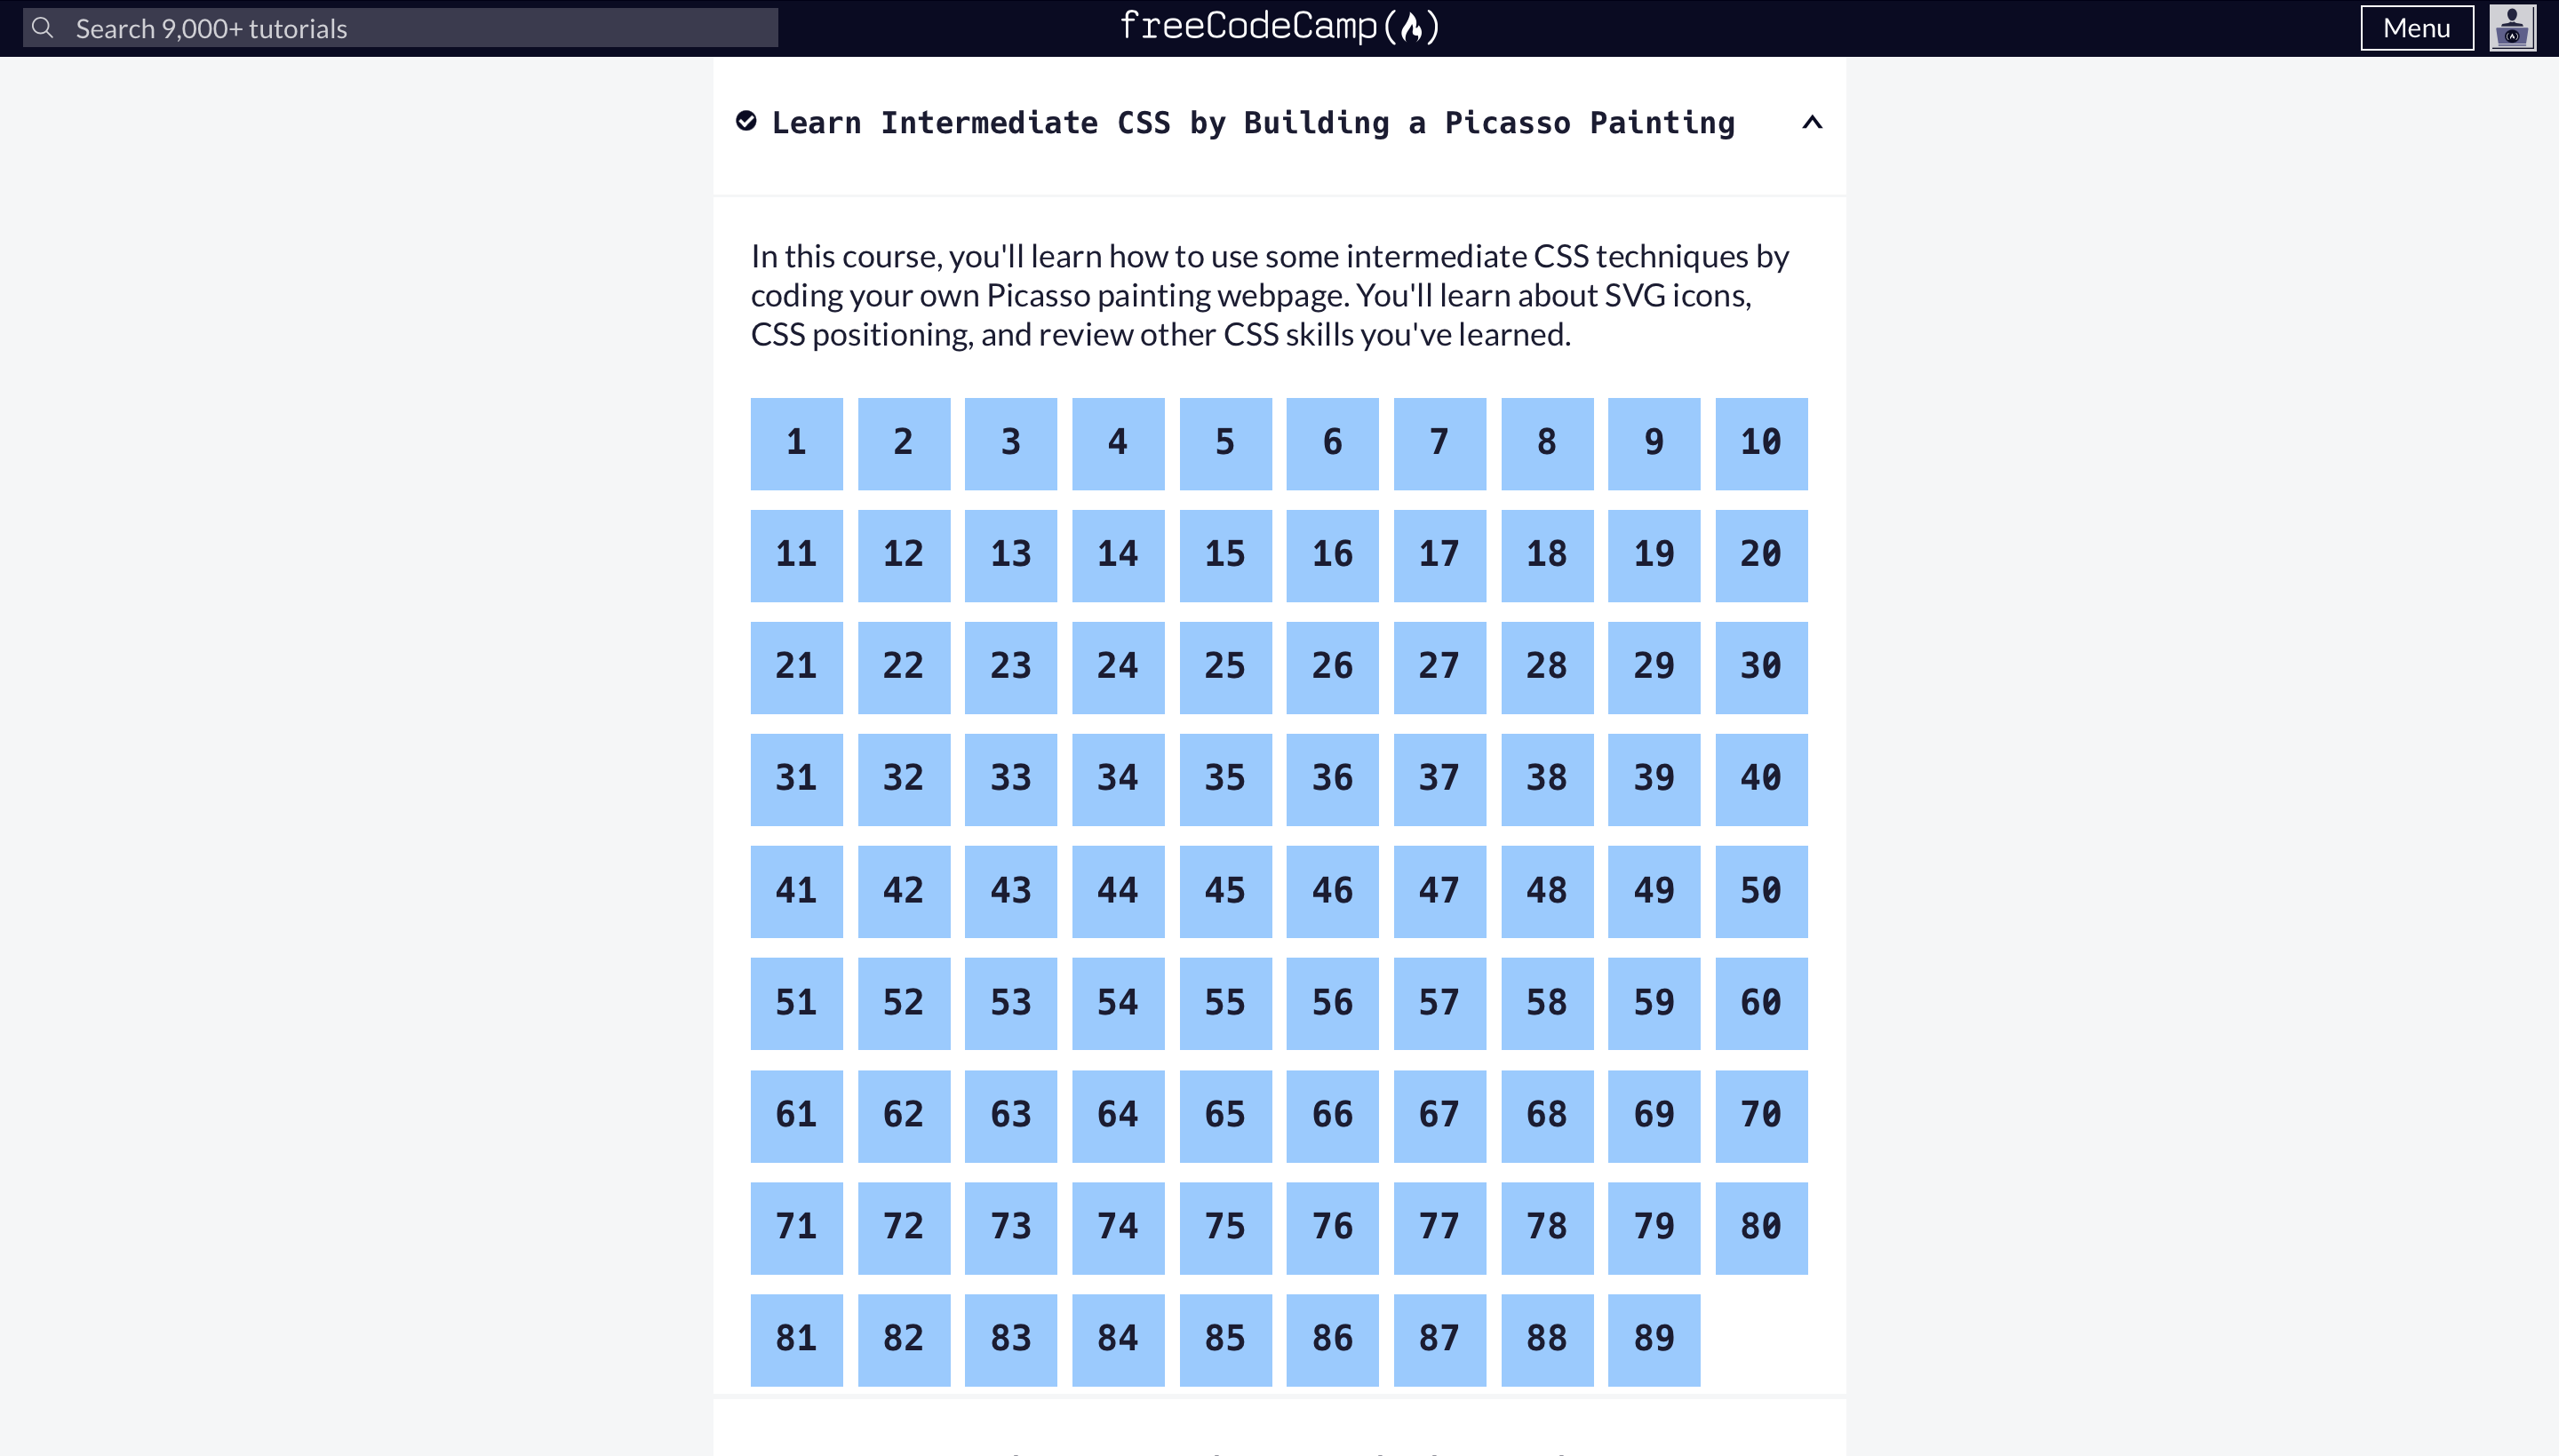 Search 9,000+ tutorials
freeCodeCamp
Menu
Learn Intermediate CSS by Building a Picasso Painting
In this course, you'll learn how to use some intermediate CSS techniques by
coding your own Picasso painting webpage. You'll learn about SVG icons,
CSS positioning, and review other CSS skills you've learned.
1 2 3 4 5 6 7 8 9 10
11 12 13 14 15 16 17 18 19 20
21 22 23 24 25 26 27 28 29 30
31 32 33 34 35 36 37 38 39 40
41 42 43 44 45 46 47 48 49 50
51 52 53 54 55 56 57 58 59 60
61 62 63 64 65 66 67 68 69 70
71 72 73 74 75 76 77 78 79 80
81 82 83 84 85 86 87 88 89